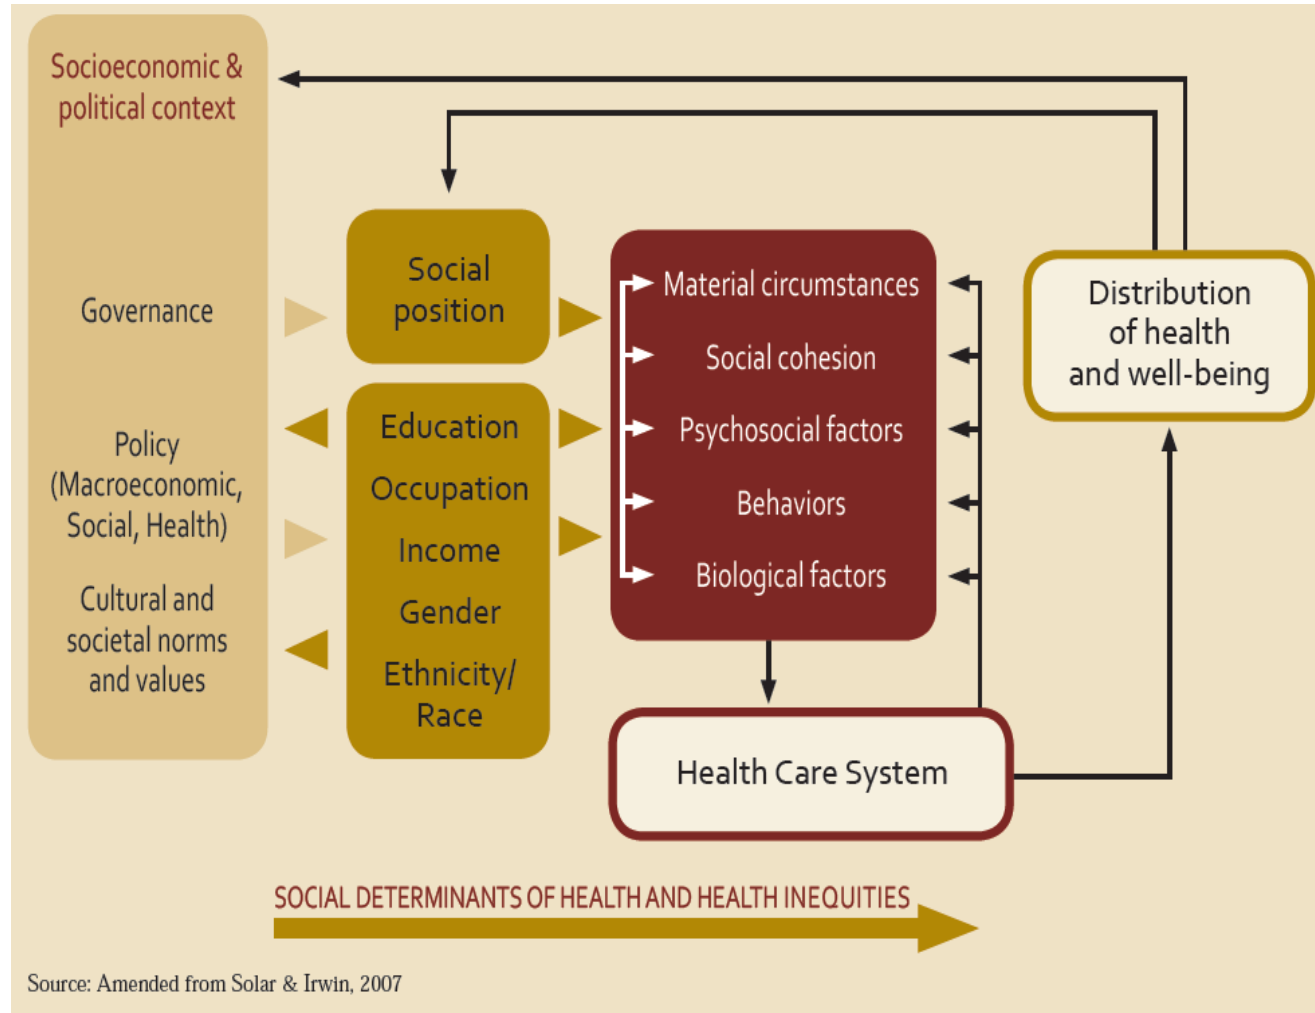 Socioeconomic &
political context
Governance
Policy
(Macroeconomic,
Social, Health)
Cultural and
societal norms
and values
Social
position
Education
Occupation
Income
Gender
Ethnicity/
Race
Material circumstances
Social cohesion
Psychosocial factors
Behaviors
Biological factors
Health Care System
Distribution
of health
and well-being
SOCIAL DETERMINANTS OF HEALTH AND HEALTH INEQUITIES
Source: Amended from Solar & Irwin, 2007